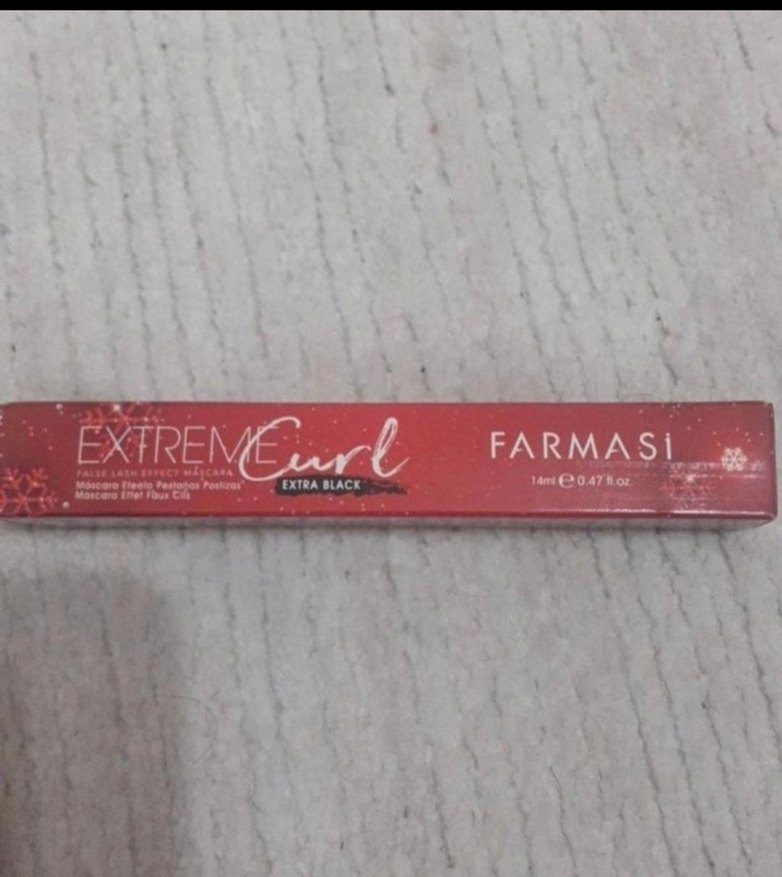 EXTREME Curl
FALSE LASH EFFECT MASCARA
Máscara Efecto Pestañas Postizas
Mascara Effet Faux Cils
EXTRA BLACK
FARMASi
14ml ℮ 0.47 fl.oz.